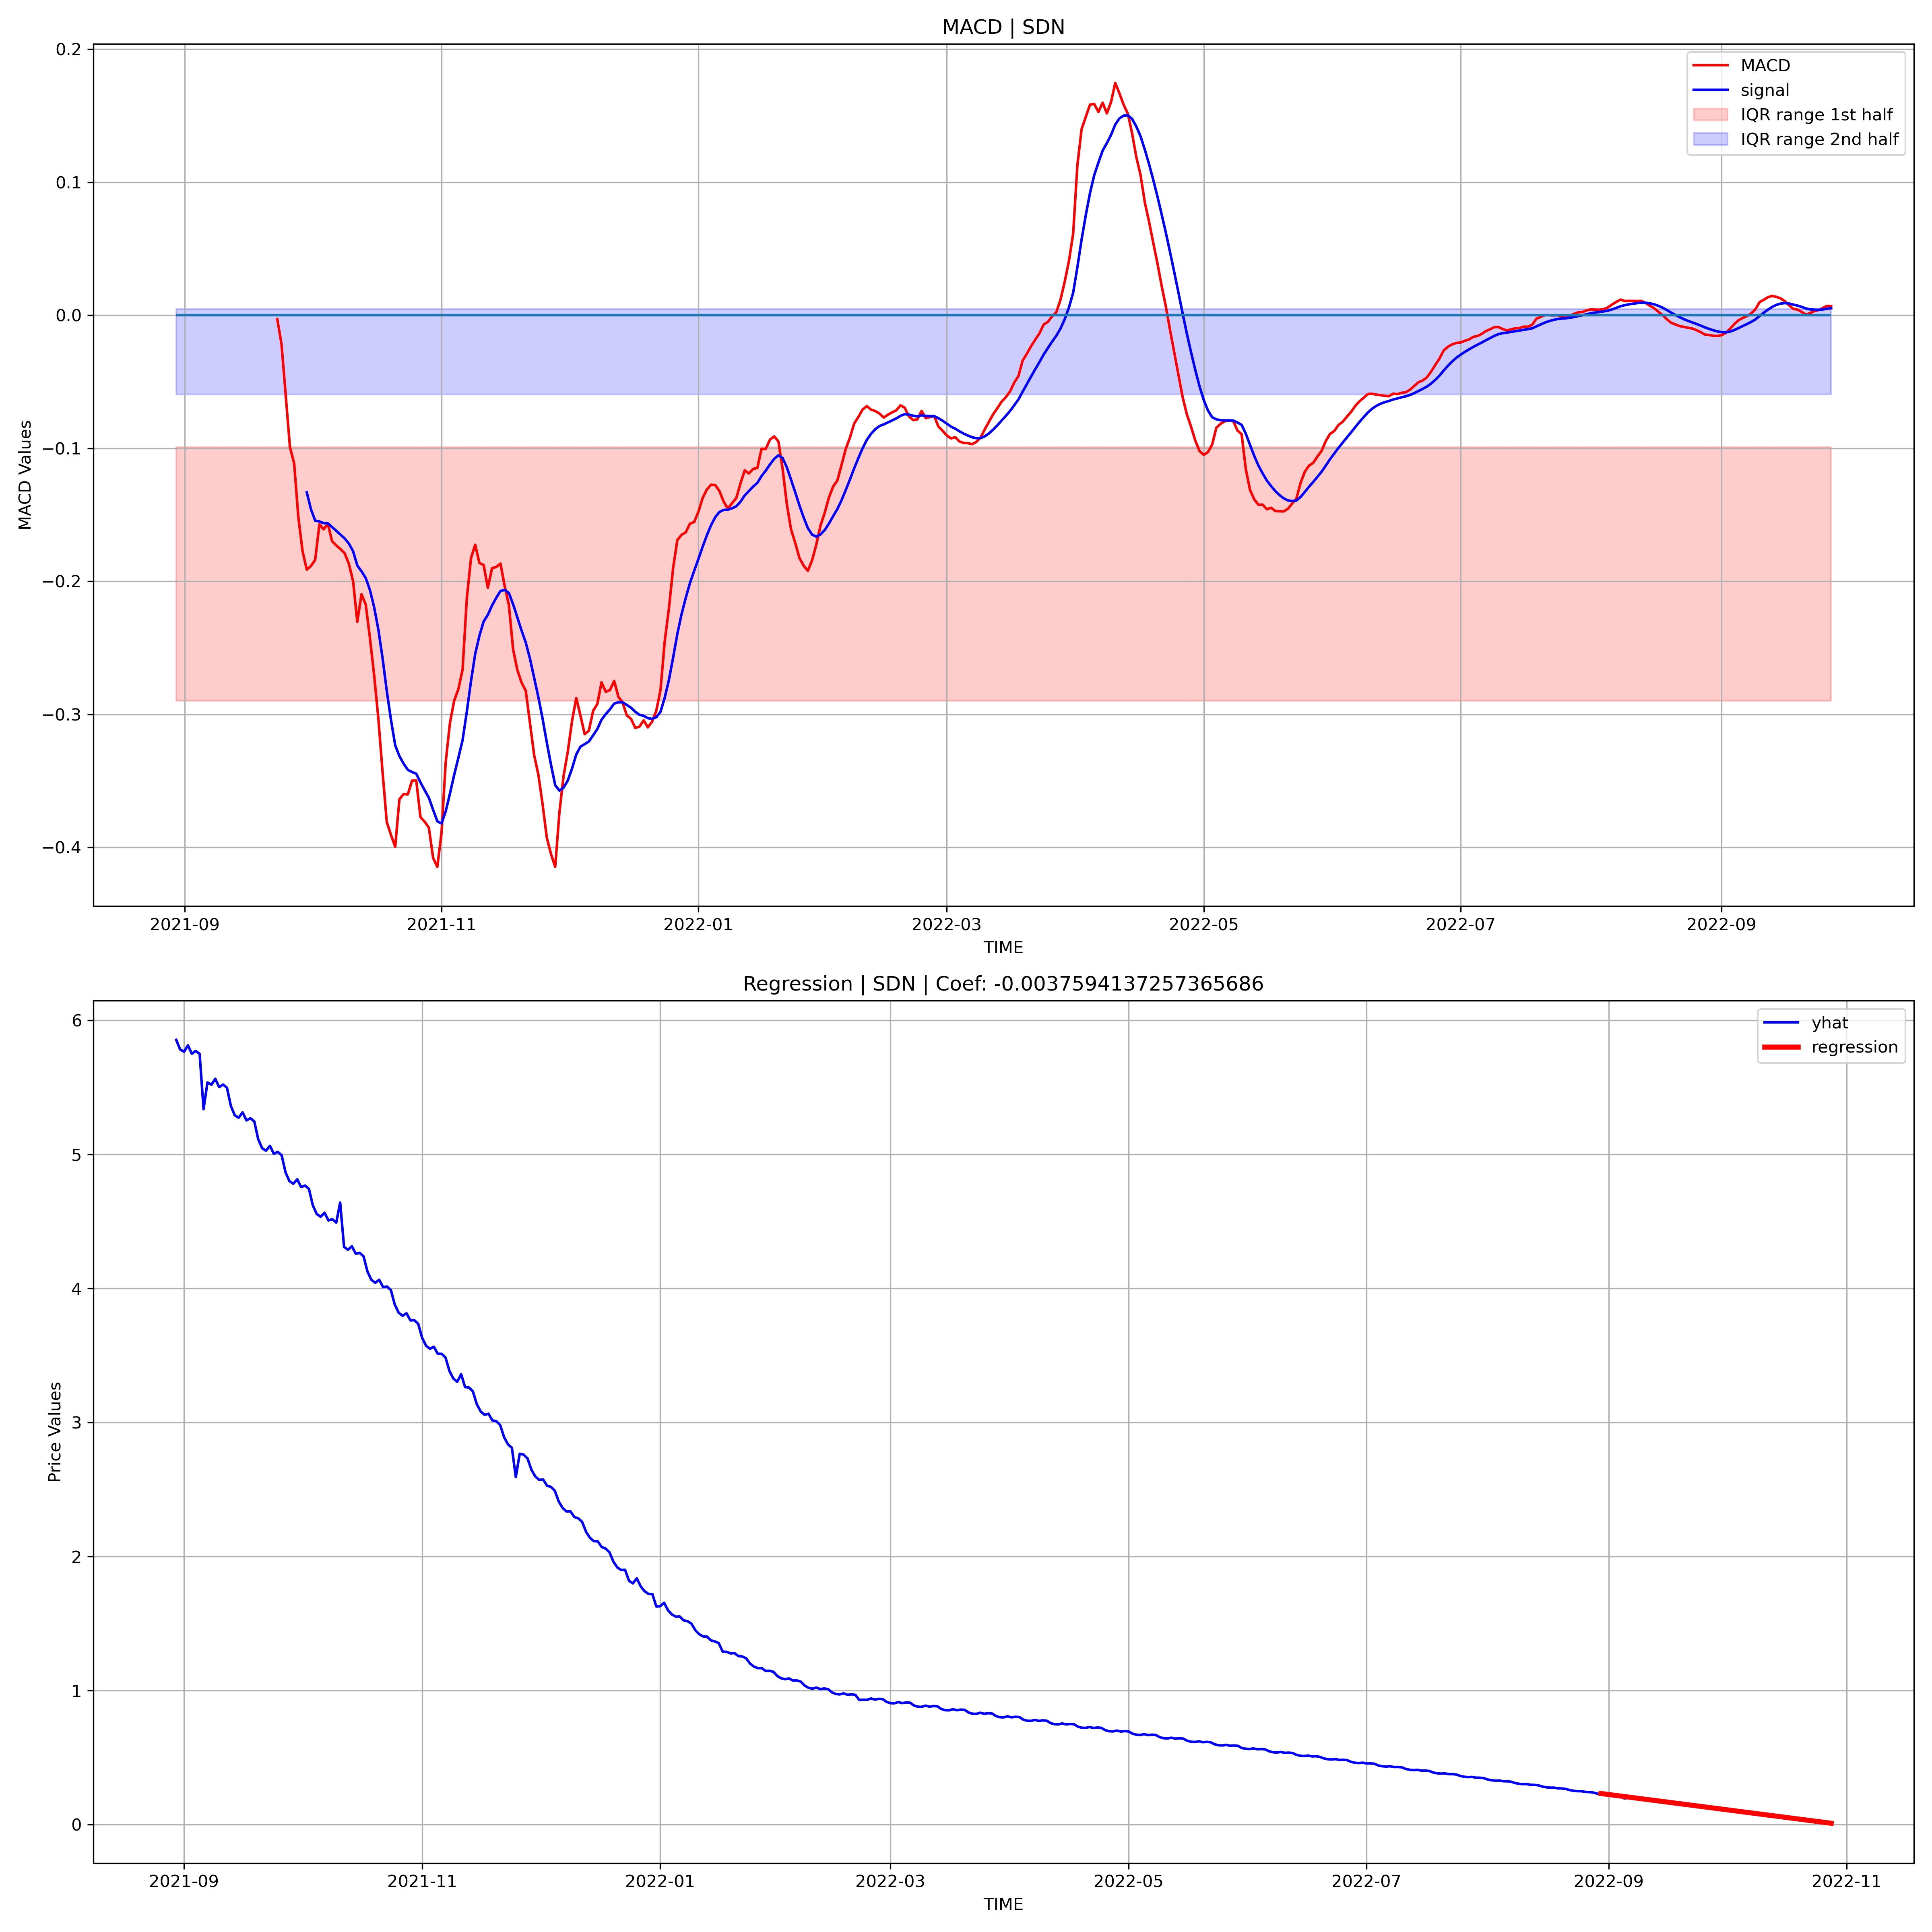 MACD | SDN
0.2
0.1
0.0
−0.1
−0.2
−0.3
−0.4
MACD Values
MACD
signal
IQR range 1st half
IQR range 2nd half
2021-09 2021-11 2022-01 2022-03 2022-05 2022-07 2022-09
TIME
Regression | SDN | Coef: -0.0037594137257365686
6
5
4
3
2
1
0
Price Values
yhat
regression
2021-09 2021-11 2022-01 2022-03 2022-05 2022-07 2022-09 2022-11
TIME